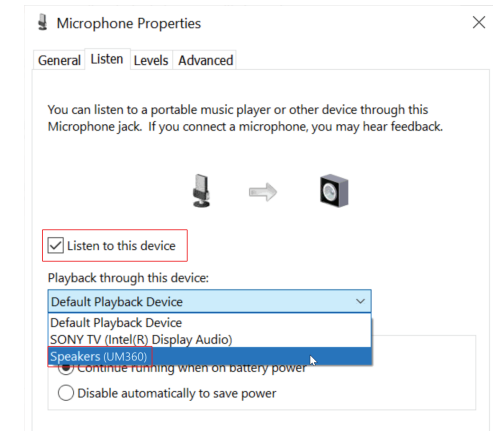 Microphone Properties
General Listen Levels Advanced
You can listen to a portable music player or other device through this
Microphone jack. If you connect a microphone, you may hear feedback.
Listen to this device
Playback through this device:
Default Playback Device
Default Playback Device
SONY TV (Intel(R) Display Audio)
Speakers (UM360)
Continue running when on battery power
Disable automatically to save power